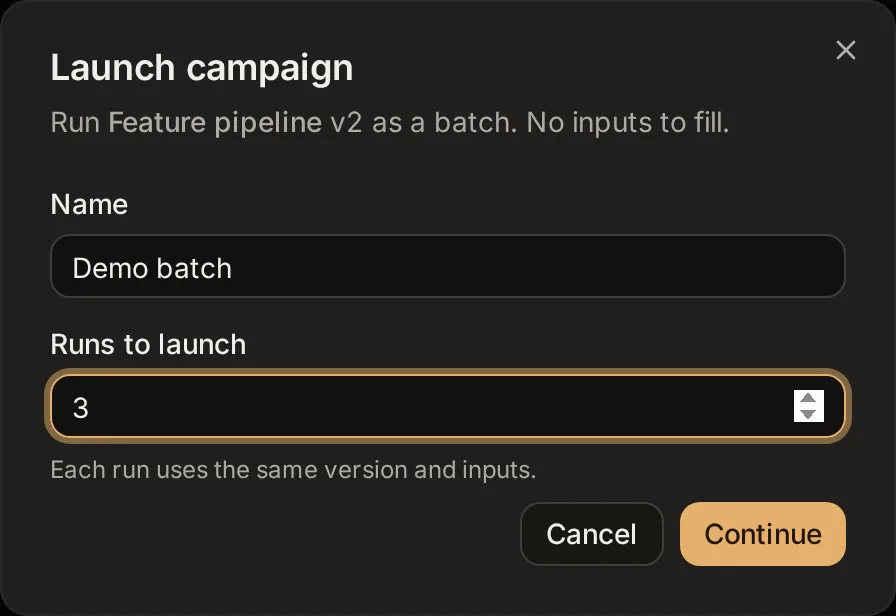 Launch campaign
Run Feature pipeline v2 as a batch. No inputs to fill.
Name
Demo batch
Runs to launch
3
Each run uses the same version and inputs.
Cancel
Continue